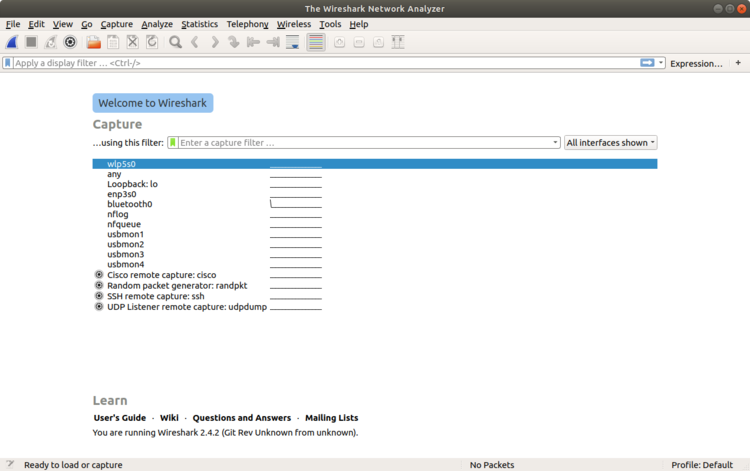 The Wireshark Network Analyzer
File Edit View Go Capture Analyze Statistics Telephony Wireless Tools Help
Apply a display filter … <Ctrl-/> Expression… +
Welcome to Wireshark
Capture
…using this filter: Enter a capture filter … All interfaces shown
wlp5s0
any
Loopback: lo
enp3s0
bluetooth0
nflog
nfqueue
usbmon1
usbmon2
usbmon3
usbmon4
Cisco remote capture: cisco
Random packet generator: randpkt
SSH remote capture: ssh
UDP Listener remote capture: udpdump
Learn
User's Guide · Wiki · Questions and Answers · Mailing Lists
You are running Wireshark 2.4.2 (Git Rev Unknown from unknown).
Ready to load or capture No Packets Profile: Default